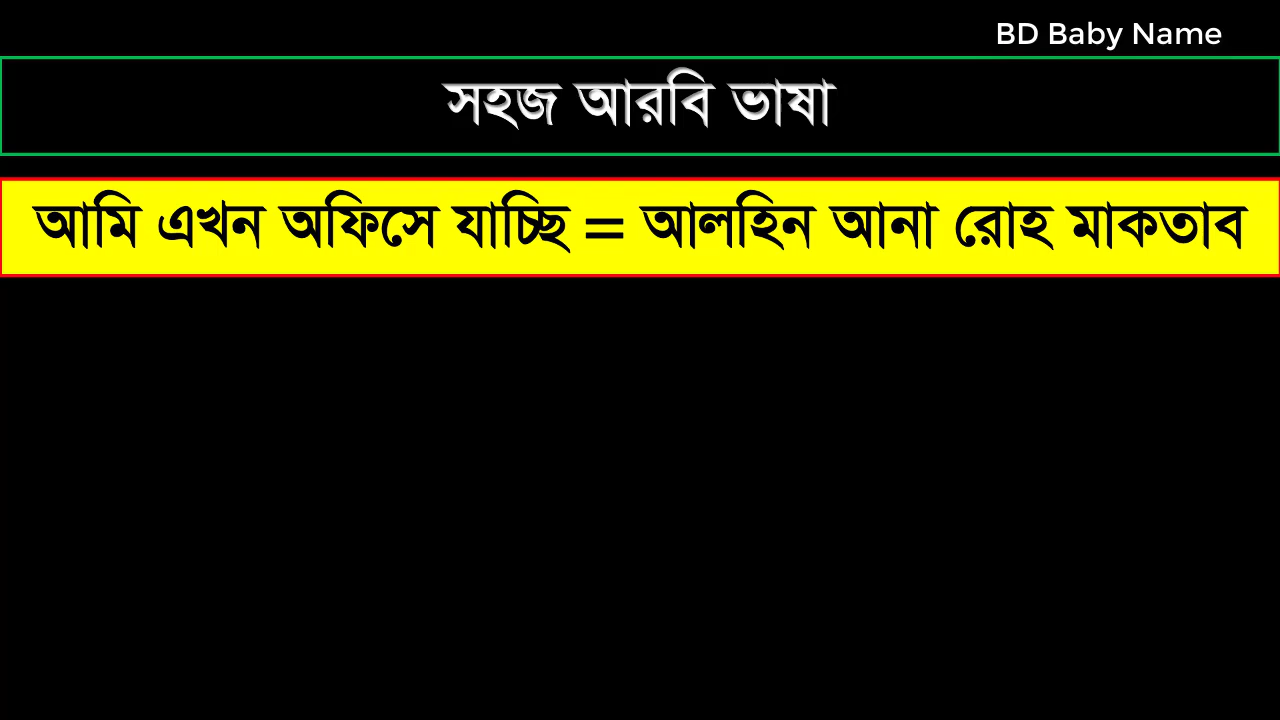 BD Baby Name
সহজ আরবি ভাষা
আমি এখন অফিসে যাচ্ছি = আলহিন আনা রোহ মাকতাব